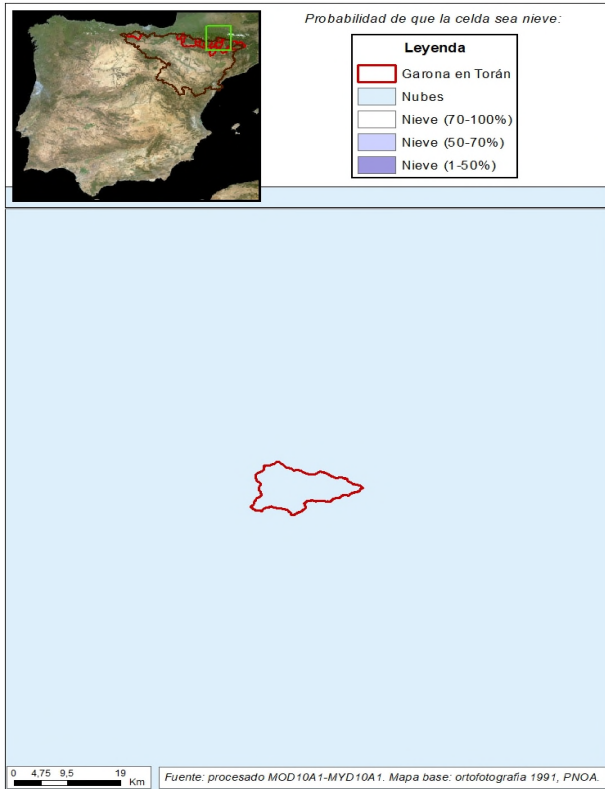 Probabilidad de que la celda sea nieve:
Leyenda
Garona en Torán
Nubes
Nieve (70-100%)
Nieve (50-70%)
Nieve (1-50%)
0 4,75 9,5 19
Km
Fuente: procesado MOD10A1-MYD10A1. Mapa base: ortofotografia 1991, PNOA.